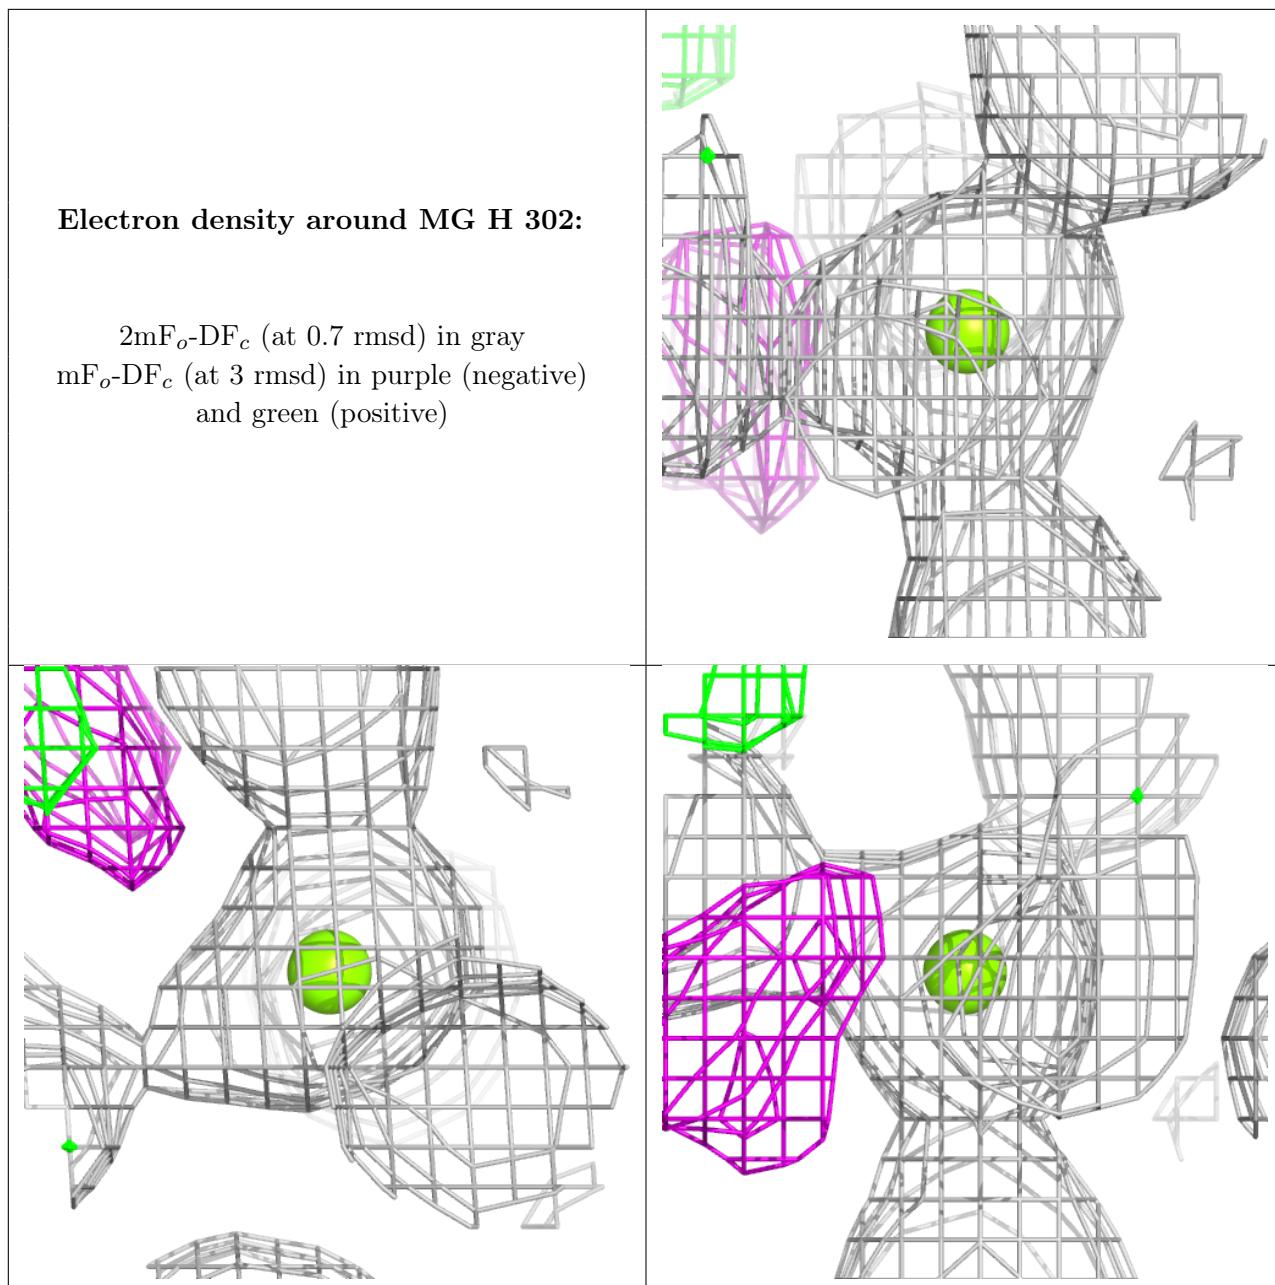 Electron density around MG H 302:
2mFo-DFc (at 0.7 rmsd) in gray
mFo-DFc (at 3 rmsd) in purple (negative)
and green (positive)